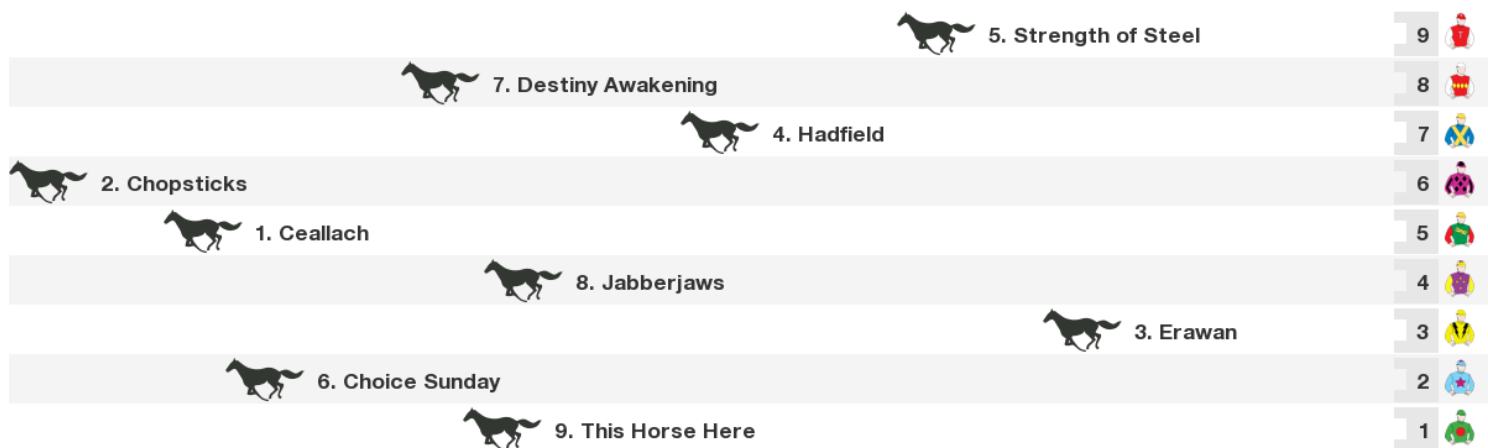 5. Strength of Steel 9
7. Destiny Awakening 8
4. Hadfield 7
2. Chopsticks 6
1. Ceallach 5
8. Jabberjaws 4
3. Erawan 3
6. Choice Sunday 2
9. This Horse Here 1